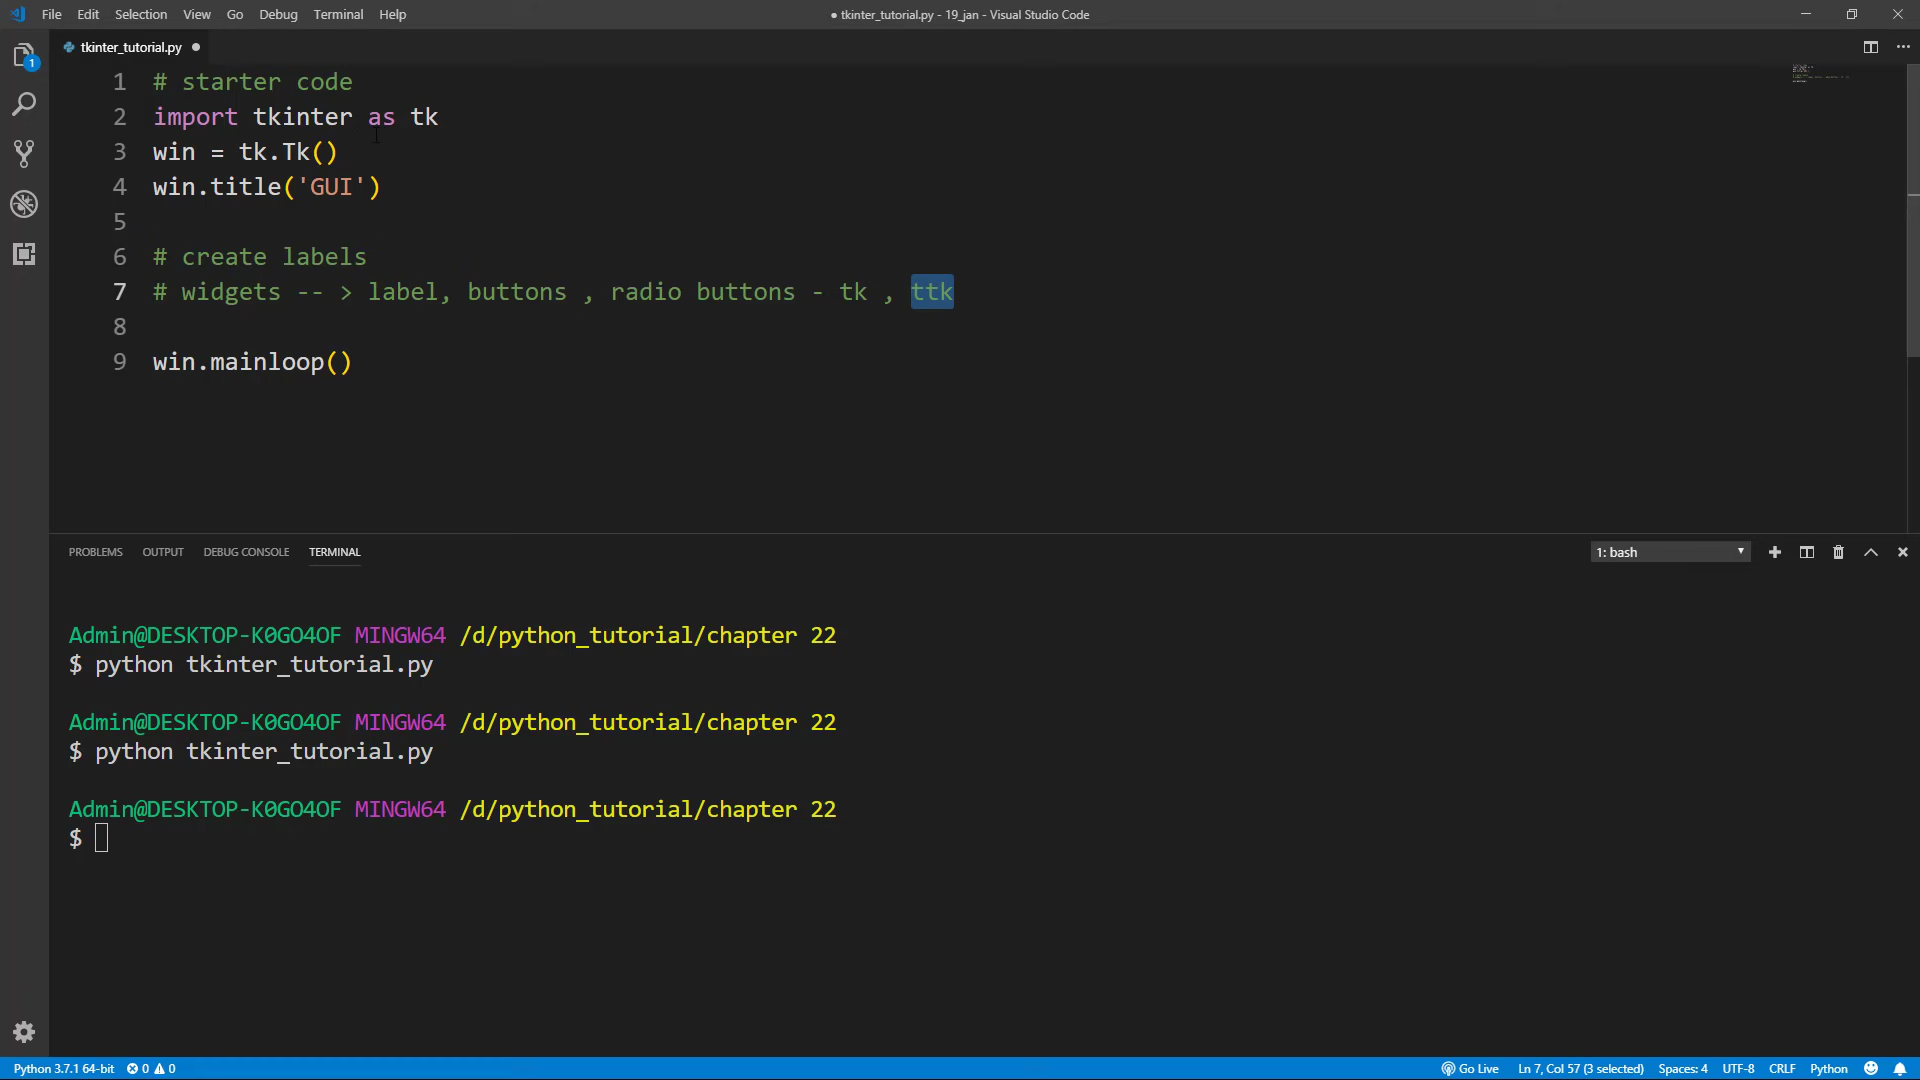 File Edit Selection View Go Debug Terminal Help
● tkinter_tutorial.py - 19_jan - Visual Studio Code
1
tkinter_tutorial.py ●
1 # starter code
2 import tkinter as tk
3 win = tk.Tk()
4 win.title('GUI')
5
6 # create labels
7 # widgets -- > label, buttons , radio buttons - tk , ttk
8
9 win.mainloop()
PROBLEMS OUTPUT DEBUG CONSOLE TERMINAL
1: bash
Admin@DESKTOP-K0GO4OF MINGW64 /d/python_tutorial/chapter 22
$ python tkinter_tutorial.py
Admin@DESKTOP-K0GO4OF MINGW64 /d/python_tutorial/chapter 22
$ python tkinter_tutorial.py
Admin@DESKTOP-K0GO4OF MINGW64 /d/python_tutorial/chapter 22
$
Python 3.7.1 64-bit 0 0 Go Live Ln 7, Col 57 (3 selected) Spaces: 4 UTF-8 CRLF Python